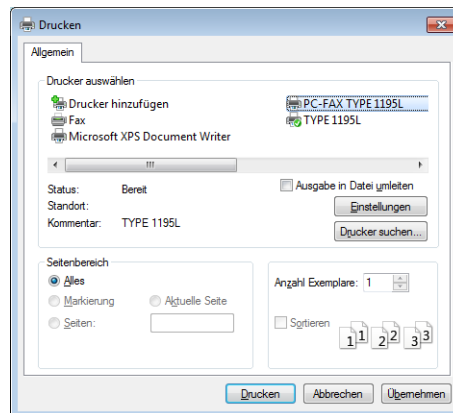 Drucken
Allgemein
Drucker auswählen
Drucker hinzufügen
PC-FAX TYPE 1195L
Fax
TYPE 1195L
Microsoft XPS Document Writer
Status: Bereit
Ausgabe in Datei umleiten
Standort:
Einstellungen
Kommentar: TYPE 1195L
Drucker suchen...
Seitenbereich
Alles
Anzahl Exemplare: 1
Markierung
Aktuelle Seite
Seiten:
Sortieren
1 1 2 2 3 3
Drucken
Abbrechen
Übernehmen